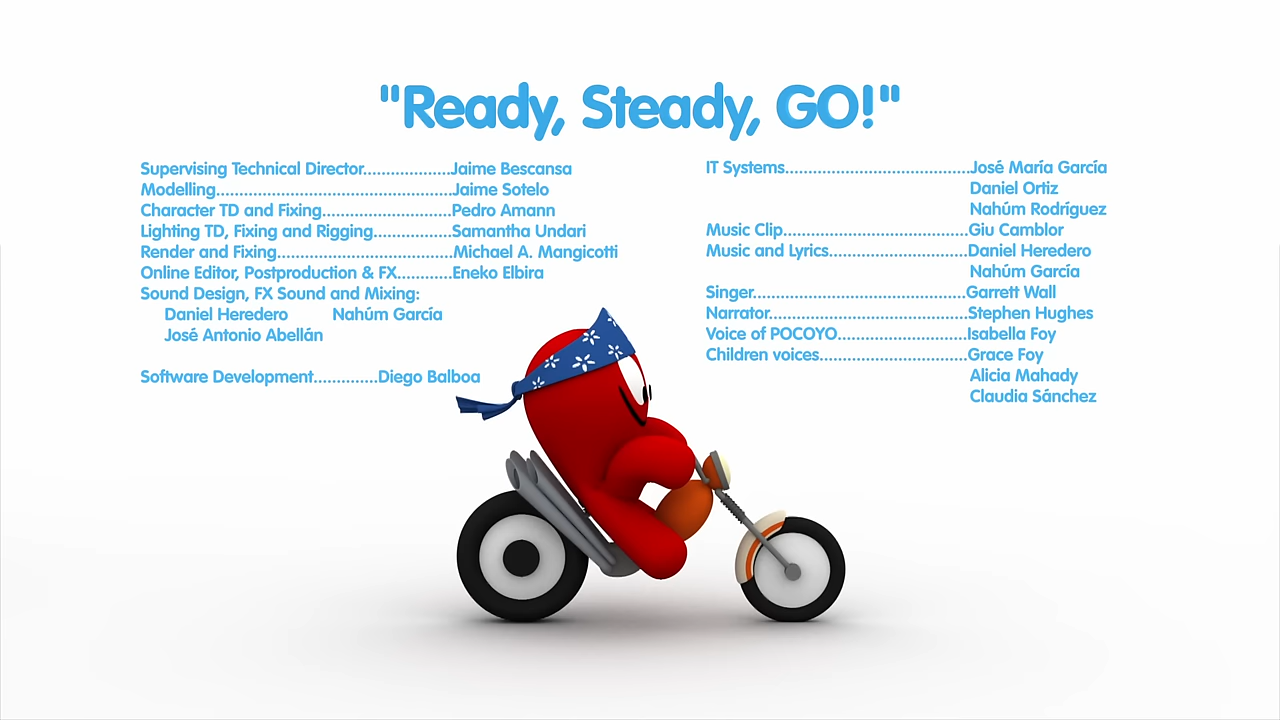 "Ready, Steady, GO!"
Supervising Technical Director.....................Jaime Bescansa
Modelling........................................................Jaime Sotelo
Character TD and Fixing...............................Pedro Amann
Lighting TD, Fixing and Rigging...................Samantha Undari
Render and Fixing..........................................Michael A. Mangicotti
Online Editor, Postproduction & FX............Eneko Elbira
Sound Design, FX Sound and Mixing:
Daniel Heredero Nahúm García
José Antonio Abellán
Software Development.............Diego Balboa
IT Systems............................................José María García
Daniel Ortiz
Nahúm Rodríguez
Music Clip............................................Giu Camblor
Music and Lyrics.................................Daniel Heredero
Nahúm García
Singer...................................................Garrett Wall
Narrator...............................................Stephen Hughes
Voice of POCOYO...............................Isabella Foy
Children voices...................................Grace Foy
Alicia Mahady
Claudia Sánchez